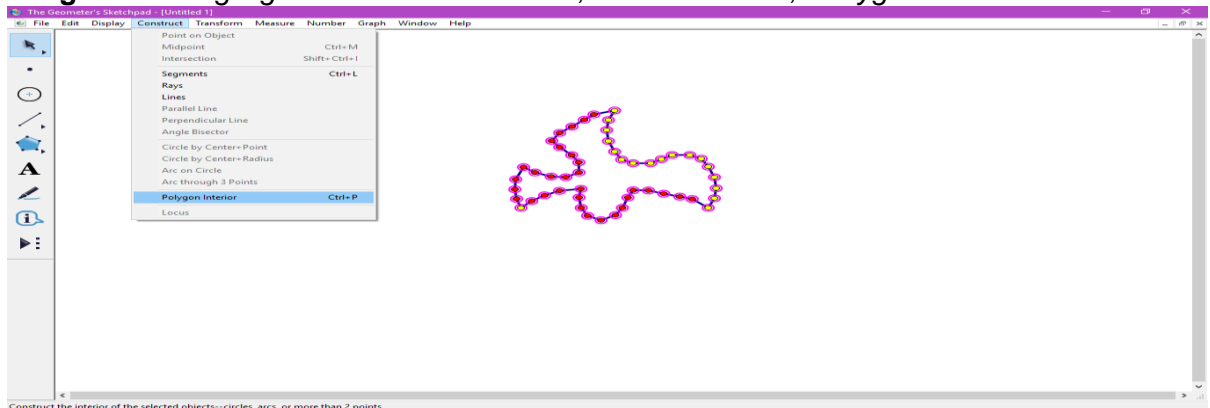 The Geometer's Sketchpad - [Untitled 1]
File Edit Display Construct Transform Measure Number Graph Window Help
Point on Object
Midpoint Ctrl+M
Intersection Shift+Ctrl+I
Segments Ctrl+L
Rays
Lines
Parallel Line
Perpendicular Line
Angle Bisector
Circle by Center+Point
Circle by Center+Radius
Arc on Circle
Arc through 3 Points
Polygon Interior Ctrl+P
Locus
A
Construct the interior of the selected objects--circles, arcs, or more than 2 points